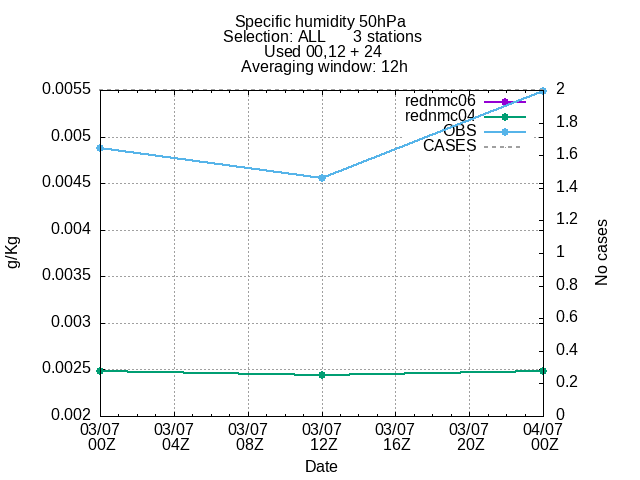 Specific humidity 50hPa
Selection: ALL 3 stations
Used 00,12 + 24
Averaging window: 12h
rednmc06
rednmc04
OBS
CASES
0.0055
0.005
0.0045
0.004
0.0035
0.003
0.0025
0.002
2
1.8
1.6
1.4
1.2
1
0.8
0.6
0.4
0.2
0
g/Kg
No cases
03/07 03/07 03/07 03/07 03/07 03/07 04/07
00Z 04Z 08Z 12Z 16Z 20Z 00Z
Date